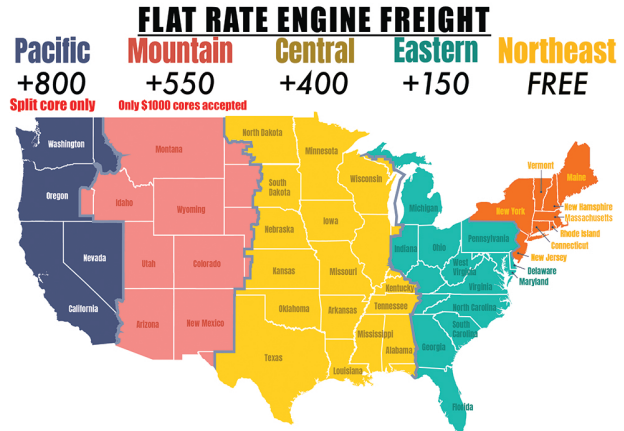 FLAT RATE ENGINE FREIGHT
Pacific Mountain Central Eastern Northeast
+800 +550 +400 +150 FREE
Split core only Only $1000 cores accepted
Washington
Montana
North Dakota
Minnesota
Vermont
Maine
Oregon
Idaho
Wyoming
South
Dakota
Wisconsin
Michigan
New York
New Hampshire
Massachusetts
Rhode Island
Connecticut
New Jersey
Nevada
Utah
Colorado
Nebraska
Iowa
Indiana
Ohio
Pennsylvania
Delaware
Maryland
California
Kansas
Missouri
Kentucky
West
Virginia
Virginia
Arizona
New Mexico
Oklahoma
Arkansas
Tennessee
North Carolina
South
Carolina
Texas
Louisiana
Mississippi
Alabama
Georgia
Florida